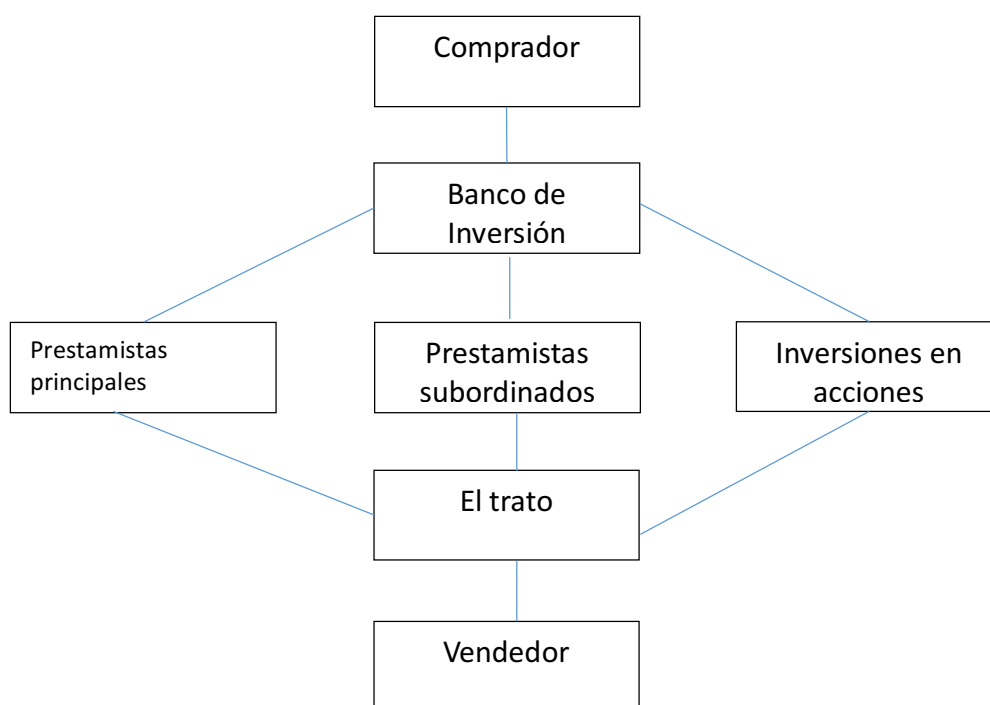 Comprador
Banco de
Inversión
Prestamistas
principales
Prestamistas
subordinados
Inversiones en
acciones
El trato
Vendedor